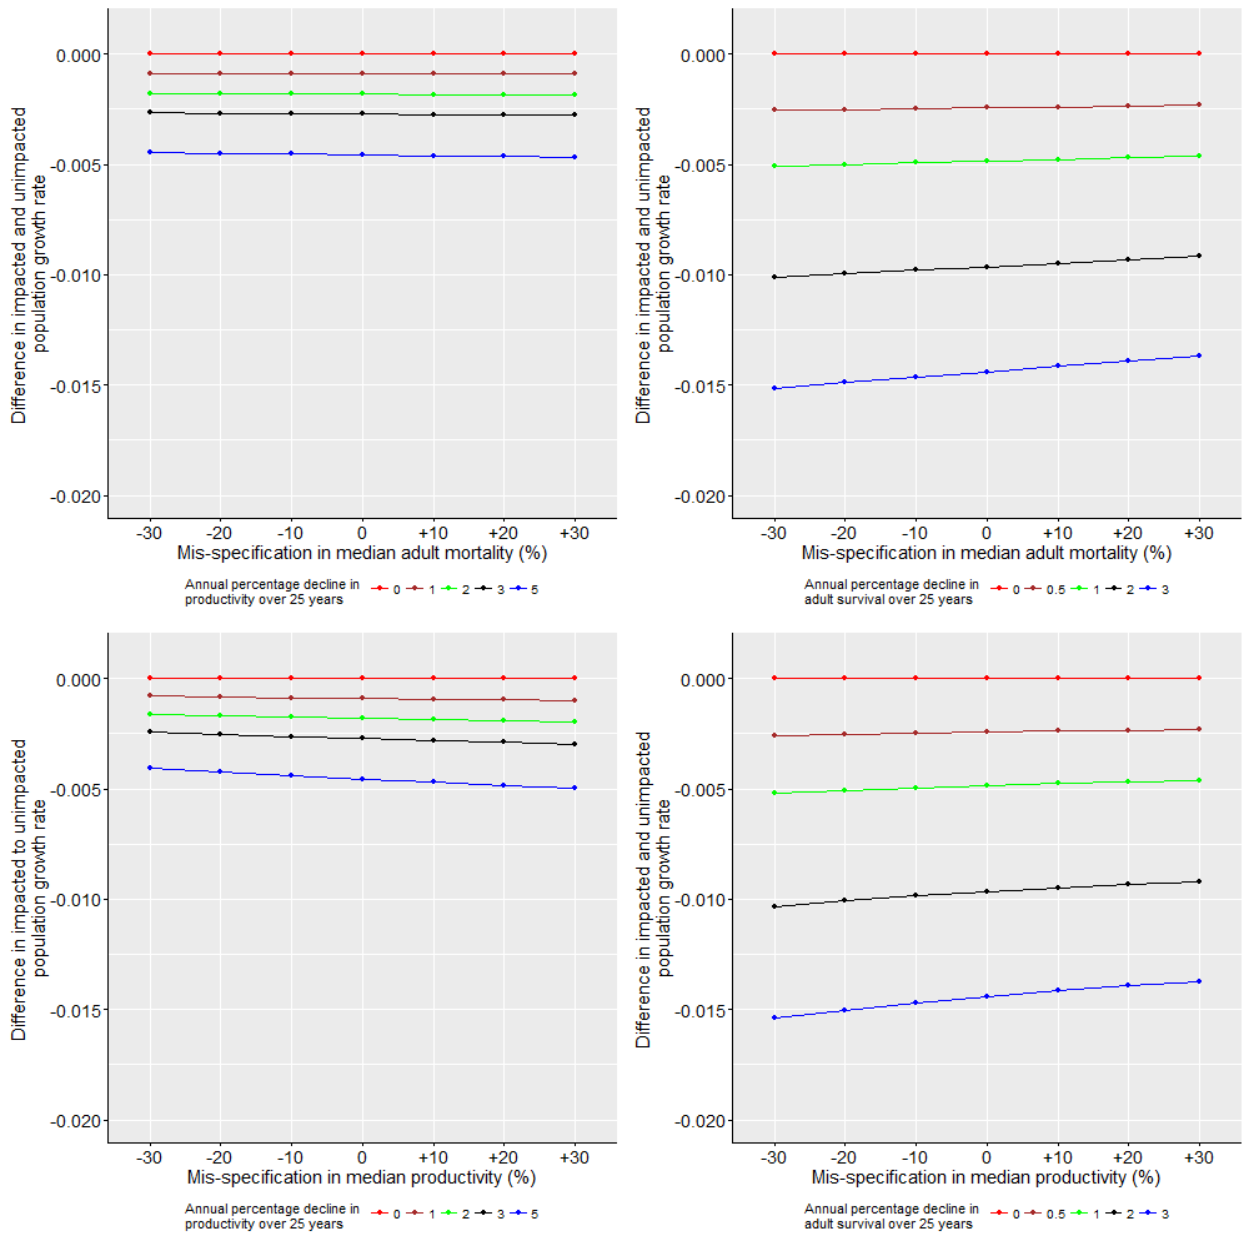 Difference in impacted and unimpacted
population growth rate
0.000
-0.005
-0.010
-0.015
-0.020
-30 -20 -10 0 +10 +20 +30
Mis-specification in median adult mortality (%)
Annual percentage decline in
productivity over 25 years 0 1 2 3 5
Difference in impacted and unimpacted
population growth rate
0.000
-0.005
-0.010
-0.015
-0.020
-30 -20 -10 0 +10 +20 +30
Mis-specification in median adult mortality (%)
Annual percentage decline in
adult survival over 25 years 0 0.5 1 2 3
Difference in impacted to unimpacted
population growth rate
0.000
-0.005
-0.010
-0.015
-0.020
-30 -20 -10 0 +10 +20 +30
Mis-specification in median productivity (%)
Annual percentage decline in
productivity over 25 years 0 1 2 3 5
Difference in impacted and unimpacted
population growth rate
0.000
-0.005
-0.010
-0.015
-0.020
-30 -20 -10 0 +10 +20 +30
Mis-specification in median productivity (%)
Annual percentage decline in
adult survival over 25 years 0 0.5 1 2 3